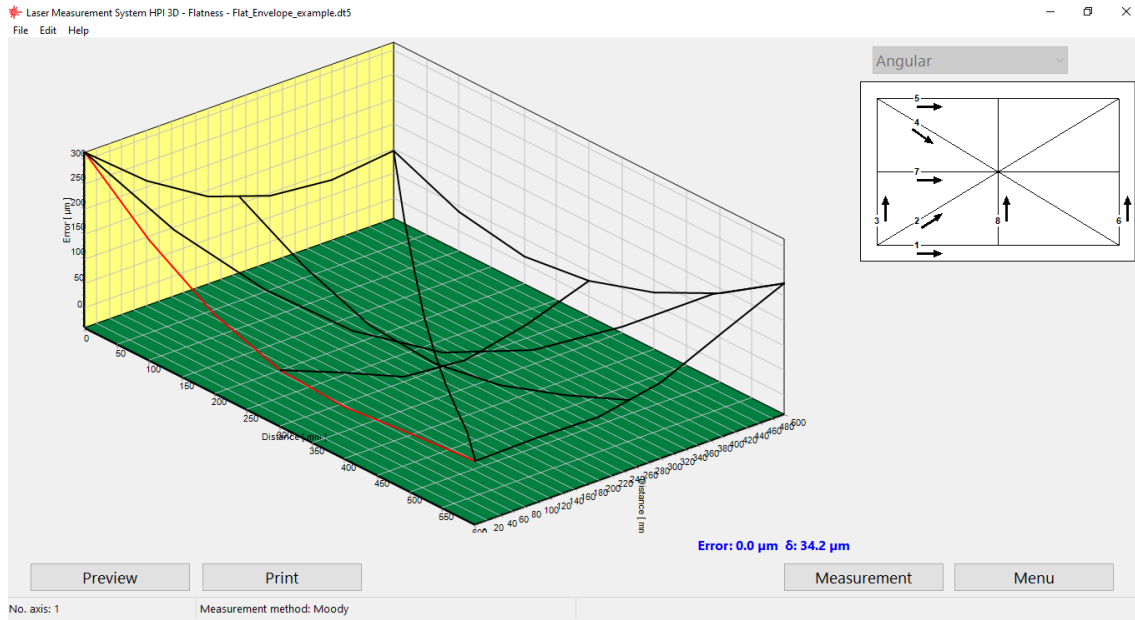 Laser Measurement System HPI 3D - Flatness - Flat_Envelope_example.dt5
File Edit Help
Angular
5
4
7
3 2 8 6
1
300
250
200
150
100
50
0
Error [ µm ]
0
50
100
150
200
250
350
400
450
500
550
600
Distance [ mm ]
20 40 60 80 100 120 140 160 180 200 220 240 260 280 300 320 340 360 380 400 420 440 460 480 500
Distance [ mm
Error: 0.0 µm δ: 34.2 µm
Preview Print Measurement Menu
No. axis: 1 Measurement method: Moody